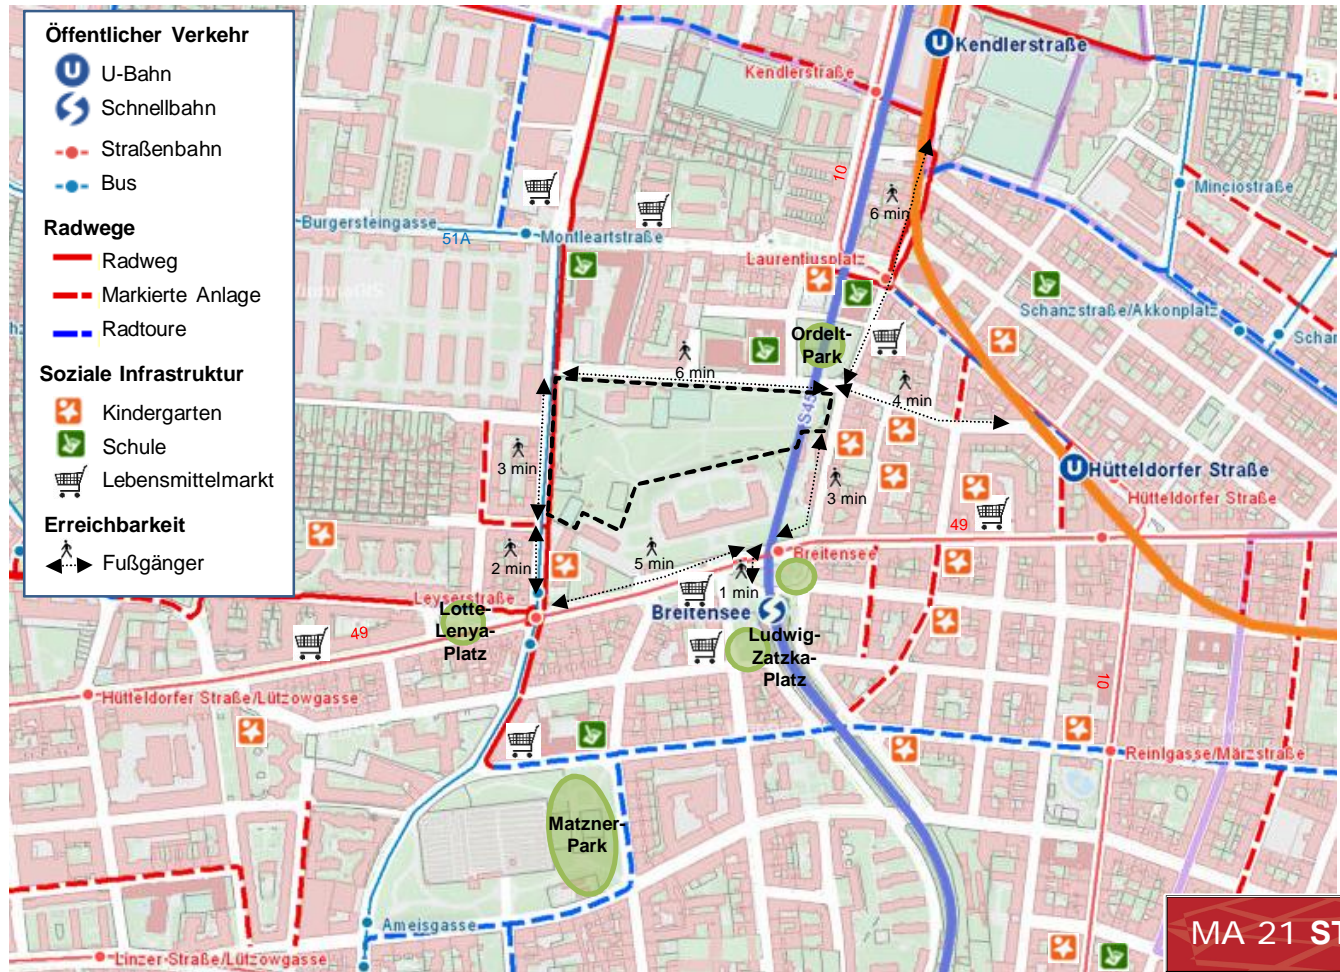 Öffentlicher Verkehr
U-Bahn
Schnellbahn
Straßenbahn
Bus
Radwege
Radweg
Markierte Anlage
Radtoure
Soziale Infrastruktur
Kindergarten
Schule
Lebensmittelmarkt
Erreichbarkeit
Fußgänger
U Kendlerstraße
Kendlerstraße
10
Minciostraße
6 min
Burgersteingasse
51A
Montleartstraße
Laurentiusplatz
Schanzstraße/Akkonplatz
Ordelt-
Park
6 min
4 min
S45
3 min
U Hütteldorfer Straße
Hütteldorfer Straße
3 min
49
2 min
5 min
Breitensee
1 min
Leyserstraße
Breitensee
Lotte-
Lenya-
Platz
49
Ludwig-
Zatzka-
Platz
Hütteldorfer Straße/Lützowgasse
10
Reinlgasse/Märzstraße
Matzner-
Park
Ameisgasse
Linzer Straße/Lützowgasse
MA 21